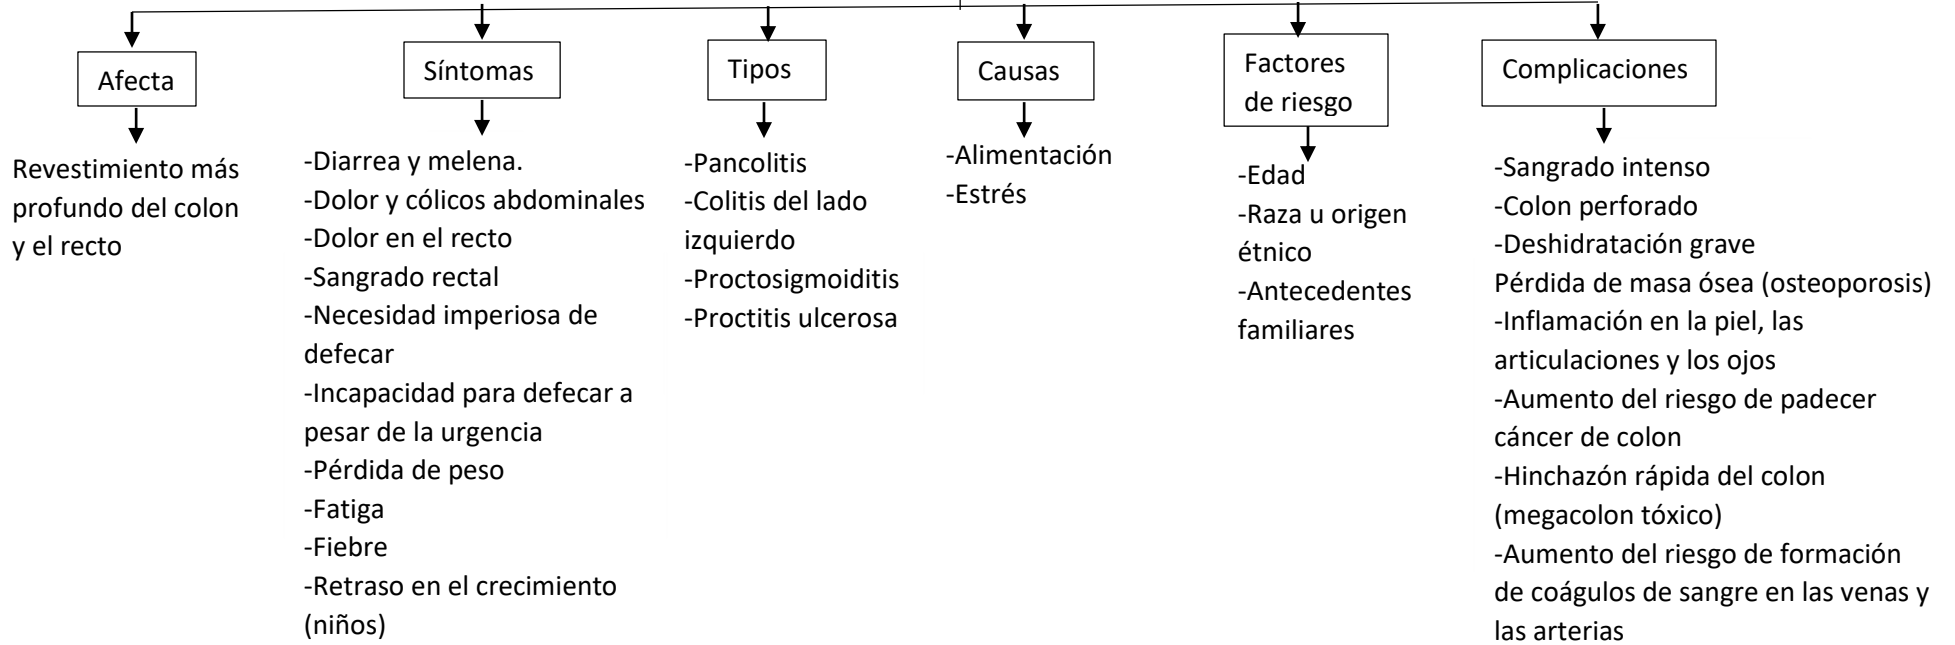 Afecta
Revestimiento más
profundo del colon
y el recto
Síntomas
-Diarrea y melena.
-Dolor y cólicos abdominales
-Dolor en el recto
-Sangrado rectal
-Necesidad imperiosa de
defecar
-Incapacidad para defecar a
pesar de la urgencia
-Pérdida de peso
-Fatiga
-Fiebre
-Retraso en el crecimiento
(niños)
Tipos
-Pancolitis
-Colitis del lado
izquierdo
-Proctosigmoiditis
-Proctitis ulcerosa
Causas
-Alimentación
-Estrés
Factores
de riesgo
-Edad
-Raza u origen
étnico
-Antecedentes
familiares
Complicaciones
-Sangrado intenso
-Colon perforado
-Deshidratación grave
Pérdida de masa ósea (osteoporosis)
-Inflamación en la piel, las
articulaciones y los ojos
-Aumento del riesgo de padecer
cáncer de colon
-Hinchazón rápida del colon
(megacolon tóxico)
-Aumento del riesgo de formación
de coágulos de sangre en las venas y
las arterias